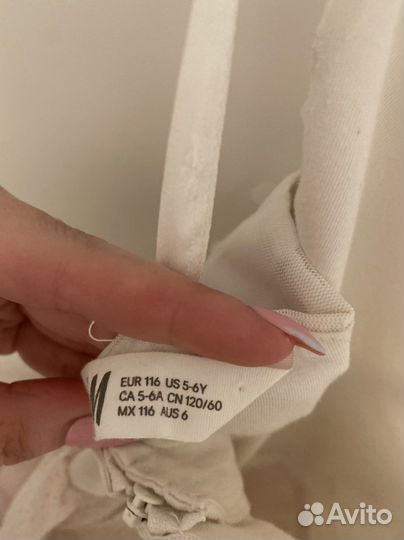 EUR 116 US 5-6Y
CA 5-6A CN 120/60
MX 116 AUS 6
Avito